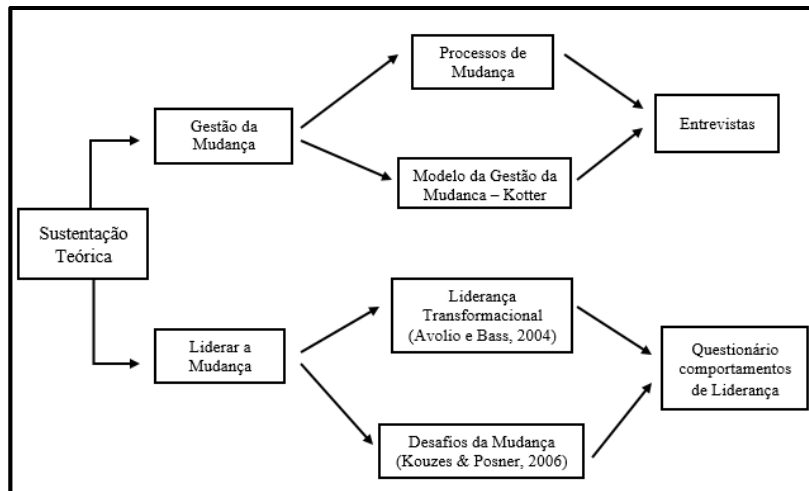 Processos de
Mudança
Gestão da
Mudança
Entrevistas
Modelo da Gestão da
Mudanca – Kotter
Sustentação
Teórica
Liderança
Transformacional
(Avolio e Bass, 2004)
Liderar a
Mudança
Questionário
comportamentos
de Liderança
Desafios da Mudança
(Kouzes & Posner, 2006)